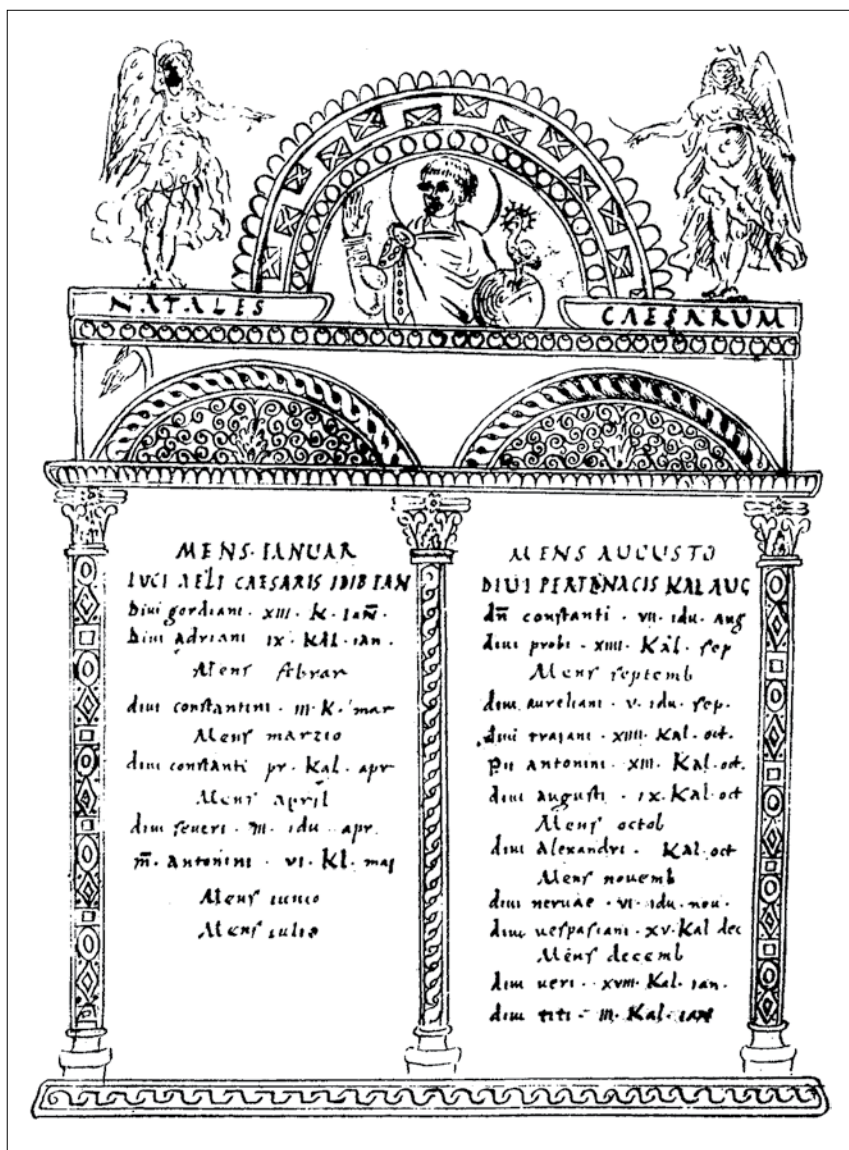 NATALES
CAESARUM
MENS·IANUAR
LUCI AELI CAESARIS IDIB IAN
Diui gordiani · XIII · K · IAN̄ ·
Diui adriani IX · KAL · ian ·
Mens febrar
diui constantini · III · K · mar
Mens marzio
diui constanti pr · Kal · apr
Mens april
diui seueri · III · idu · apr ·
m̄ · antonini · VI · Kl · mai
Mens iunio
Mens iulio
MENS AUGUSTO
DIUI PERTINACIS KAL AUG
dn̄ constanti · VII · idu · aug
diui probi · XIIII · Kal · sep
Mens septemb
diui aureliani · V · idu · sep ·
diui traiani · XIIII · Kal · oct ·
pii antonini · XIII · Kal · oct ·
diui augusti · IX · Kal · oct
Mens octob
diui alexandri · Kal · oct
Mens nouemb
diui neruae · VI · idu · nou ·
diui uespasiani · XV · Kal dec
Mens decemb
diui ueri · XVIII · Kal · ian ·
diui titi · III · Kal · ian